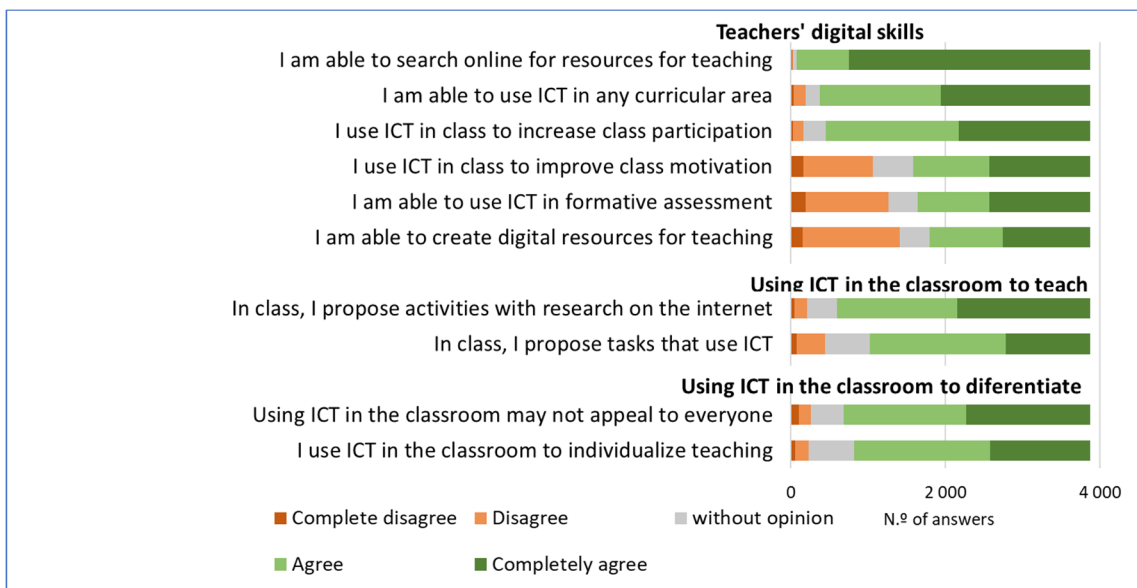 Teachers' digital skills
I am able to search online for resources for teaching
I am able to use ICT in any curricular area
I use ICT in class to increase class participation
I use ICT in class to improve class motivation
I am able to use ICT in formative assessment
I am able to create digital resources for teaching
Using ICT in the classroom to teach
In class, I propose activities with research on the internet
In class, I propose tasks that use ICT
Using ICT in the classroom to diferentiate
Using ICT in the classroom may not appeal to everyone
I use ICT in the classroom to individualize teaching
0 2 000 4 000
Complete disagree Disagree without opinion N.º of answers
Agree Completely agree